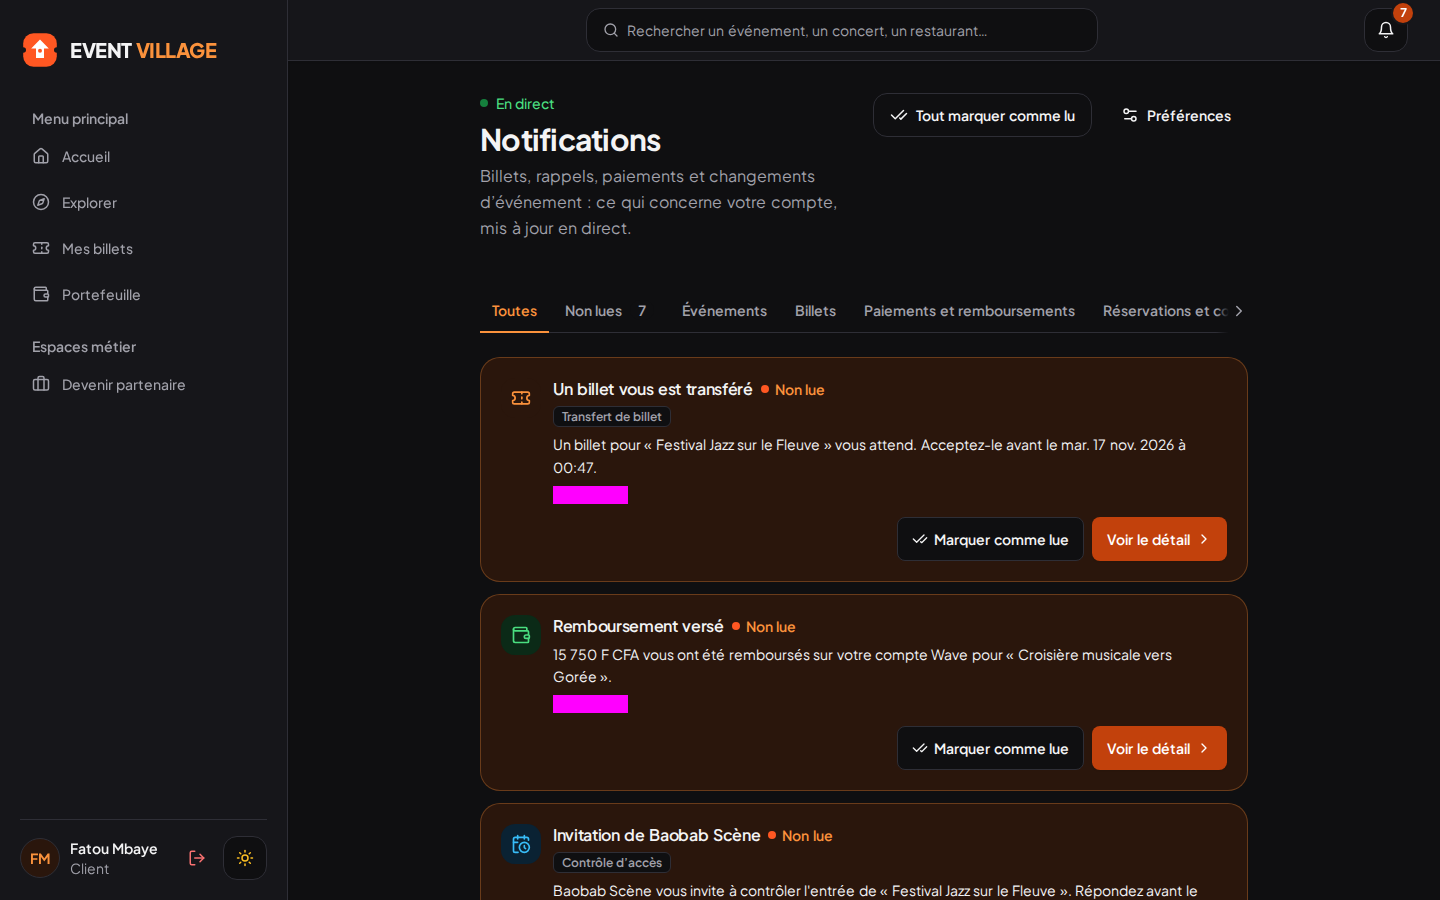 EVENT VILLAGE
Menu principal
Accueil
Explorer
Mes billets
Portefeuille
Espaces métier
Devenir partenaire
FM
Fatou Mbaye
Client
Rechercher un événement, un concert, un restaurant…
7
En direct
Notifications
Billets, rappels, paiements et changements
d’événement : ce qui concerne votre compte,
mis à jour en direct.
Tout marquer comme lu
Préférences
Toutes
Non lues 7
Événements
Billets
Paiements et remboursements
Réservations et co
Un billet vous est transféré
Non lue
Transfert de billet
Un billet pour « Festival Jazz sur le Fleuve » vous attend. Acceptez-le avant le mar. 17 nov. 2026 à
00:47.
Marquer comme lue
Voir le détail
Remboursement versé
Non lue
15 750 F CFA vous ont été remboursés sur votre compte Wave pour « Croisière musicale vers
Gorée ».
Marquer comme lue
Voir le détail
Invitation de Baobab Scène
Non lue
Contrôle d’accès
Baobab Scène vous invite à contrôler l'entrée de « Festival Jazz sur le Fleuve ». Répondez avant le